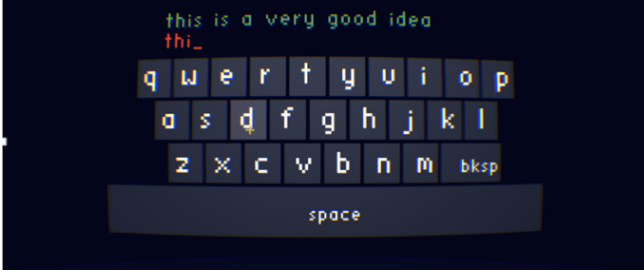 this is a very good idea
thi_
q w e r t y u i o p
a s d f g h j k l
z x c v b n m bksp
space